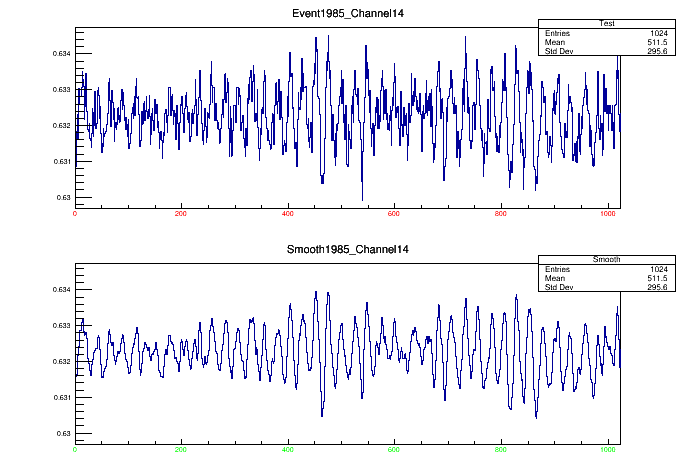 Event1985_Channel14
Test
Entries 1024
Mean 511.5
Std Dev 295.6
0.634
0.633
0.632
0.631
0.63
0 200 400 600 800 1000
Smooth1985_Channel14
Smooth
Entries 1024
Mean 511.5
Std Dev 295.6
0.634
0.633
0.632
0.631
0.63
0 200 400 600 800 1000